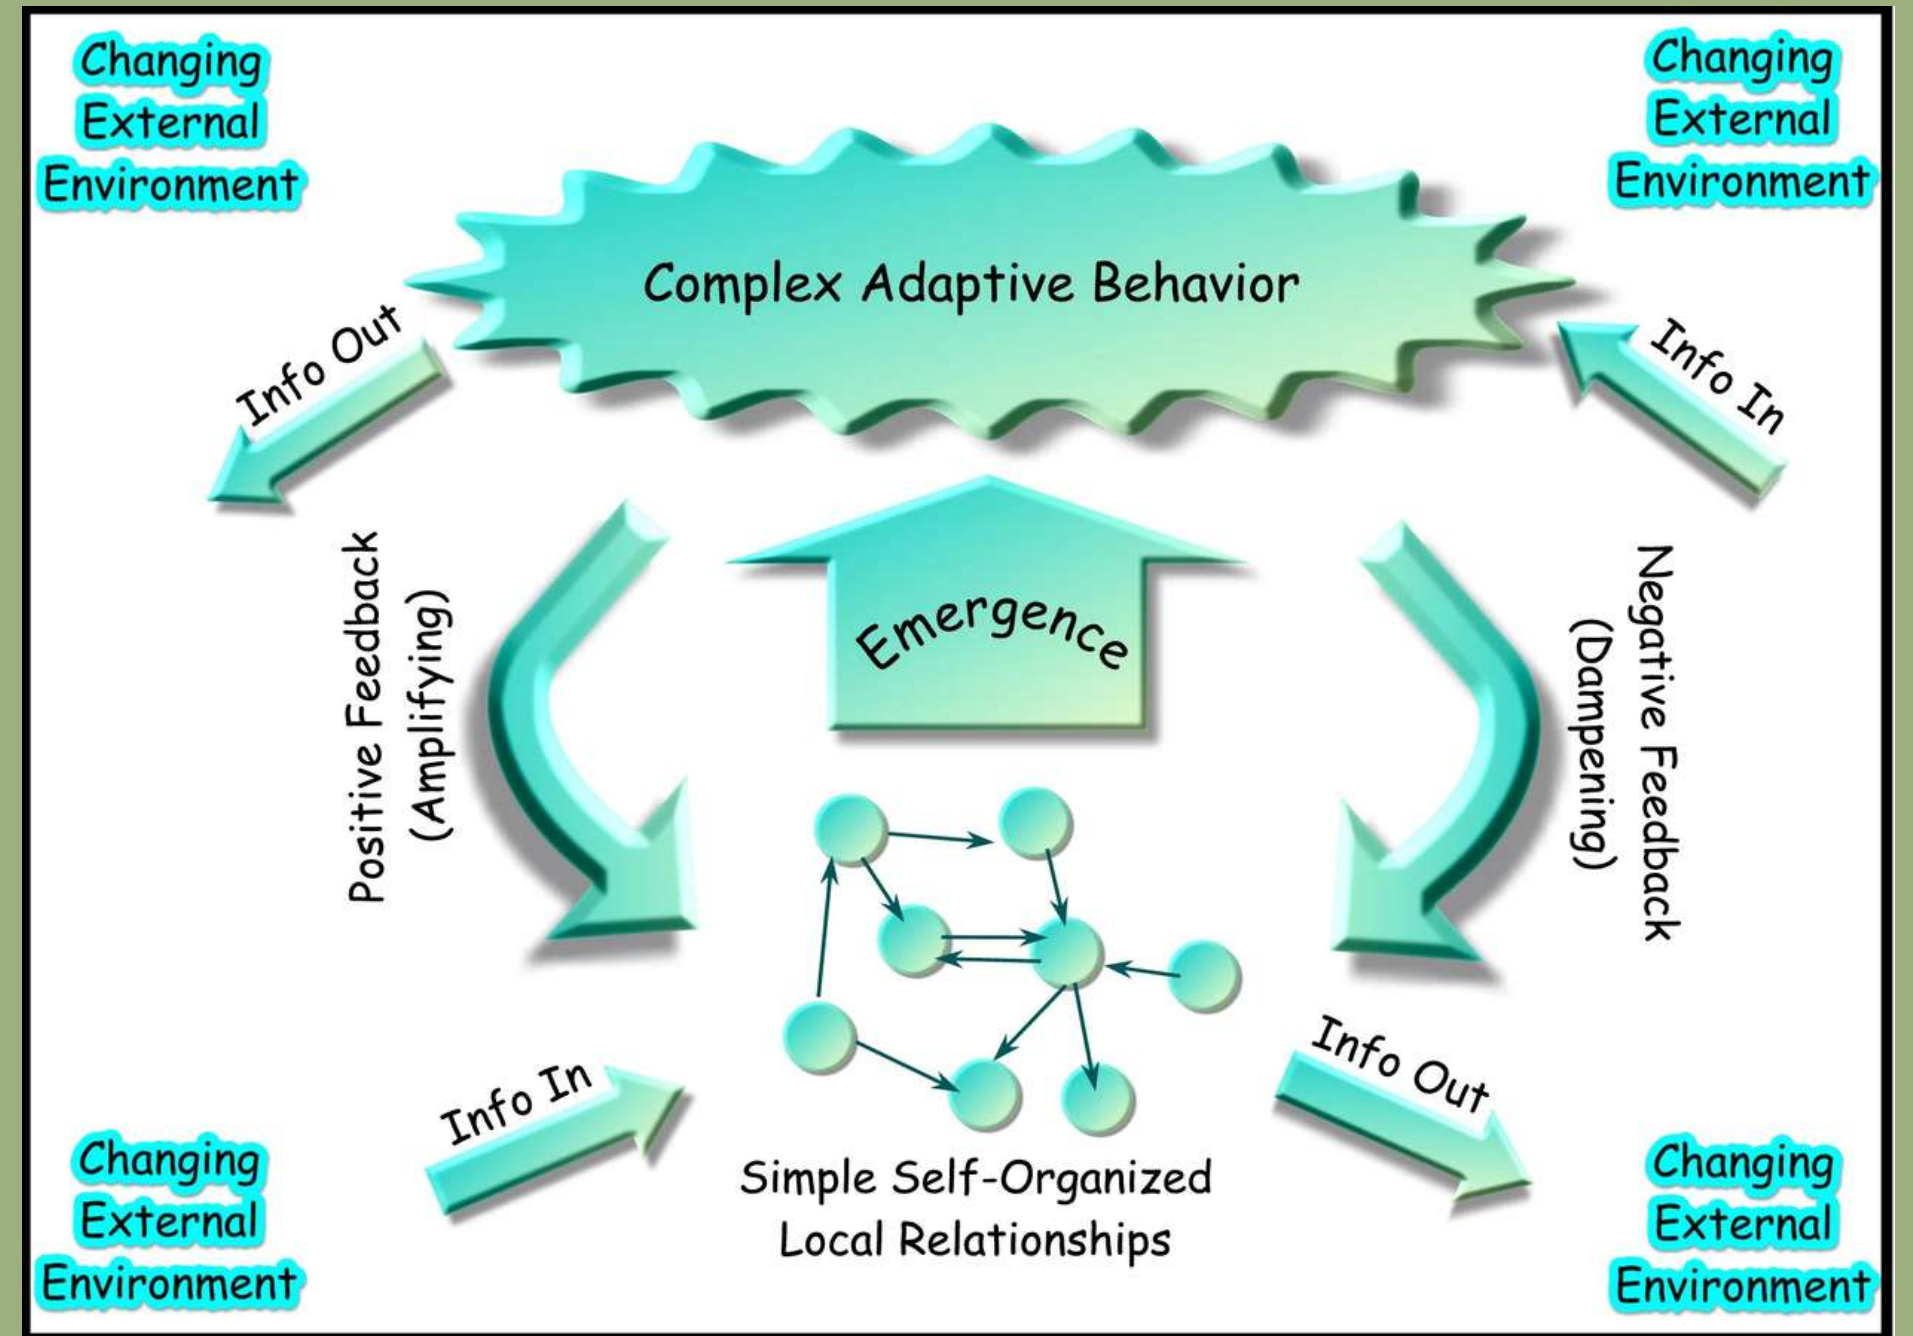 Changing
External
Environment
Changing
External
Environment
Complex Adaptive Behavior
Info Out
Info In
Positive Feedback
(Amplifying)
Emergence
Negative Feedback
(Dampening)
Info In
Info Out
Simple Self-Organized
Local Relationships
Changing
External
Environment
Changing
External
Environment